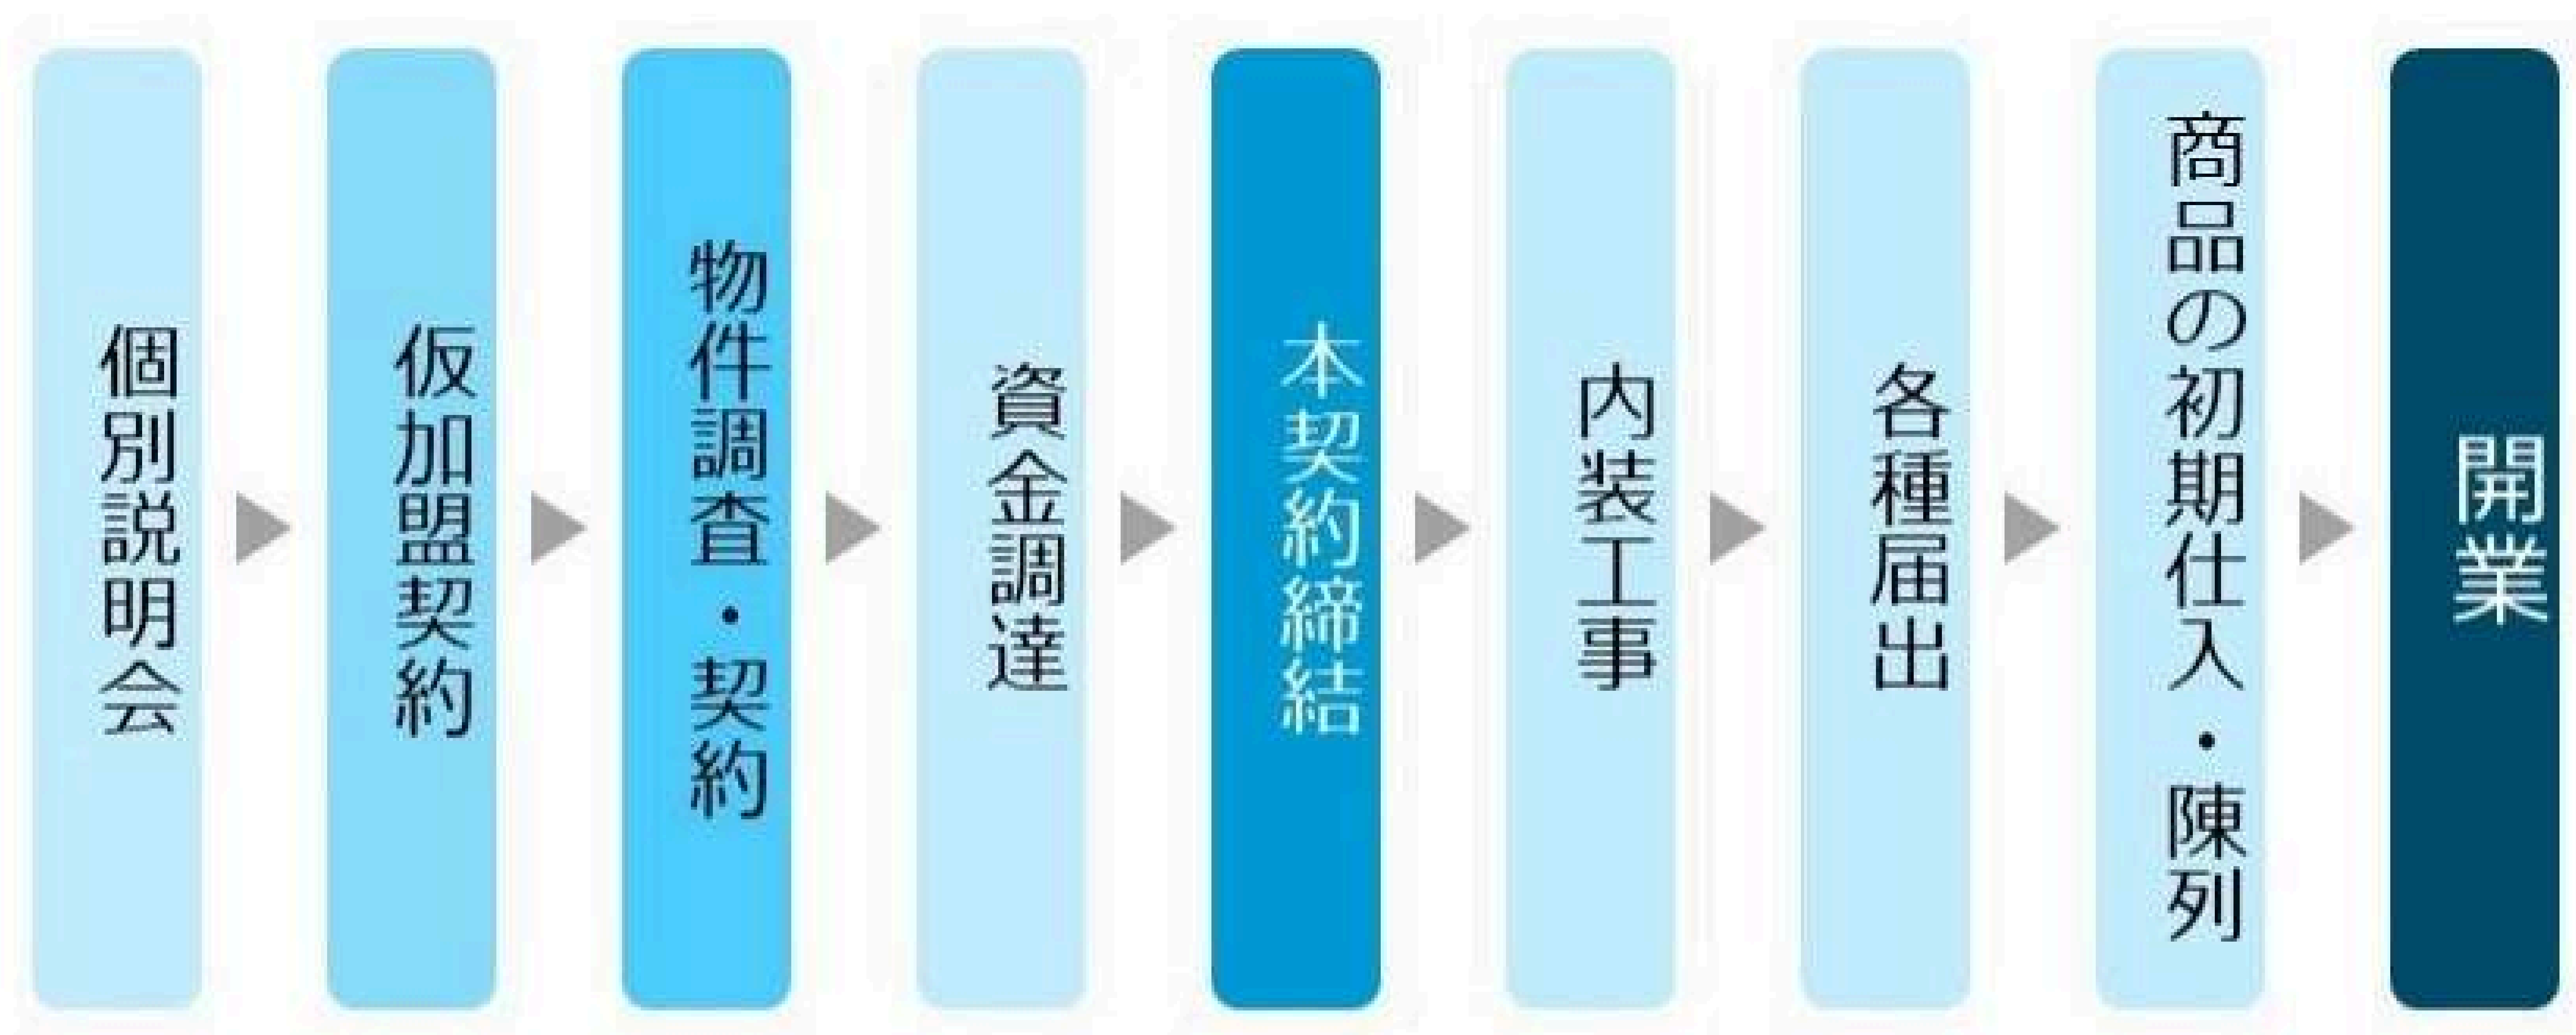 個別説明会
仮加盟契約
物件調査・契約
資金調達
本契約締結
内装工事
各種届出
商品の初期仕入・陳列
開業